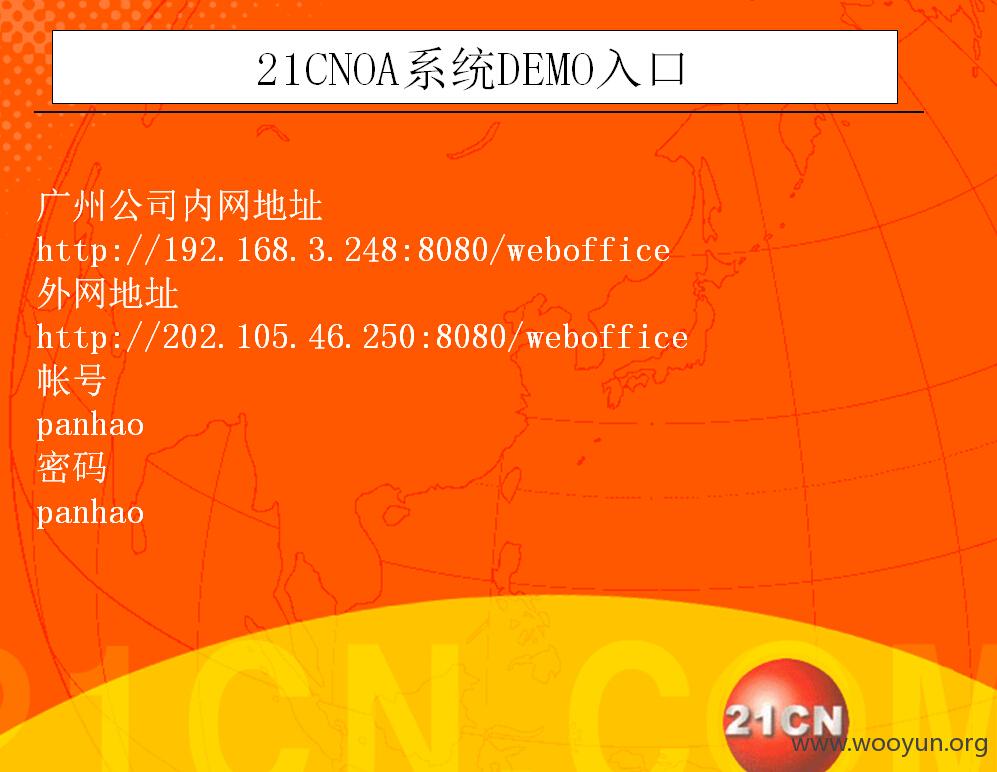 21CNOA系统DEMO入口
广州公司内网地址
http://192.168.3.248:8080/weboffice
外网地址
http://202.105.46.250:8080/weboffice
帐号
panhao
密码
panhao
21CN.COM
21CN
www.wooyun.org